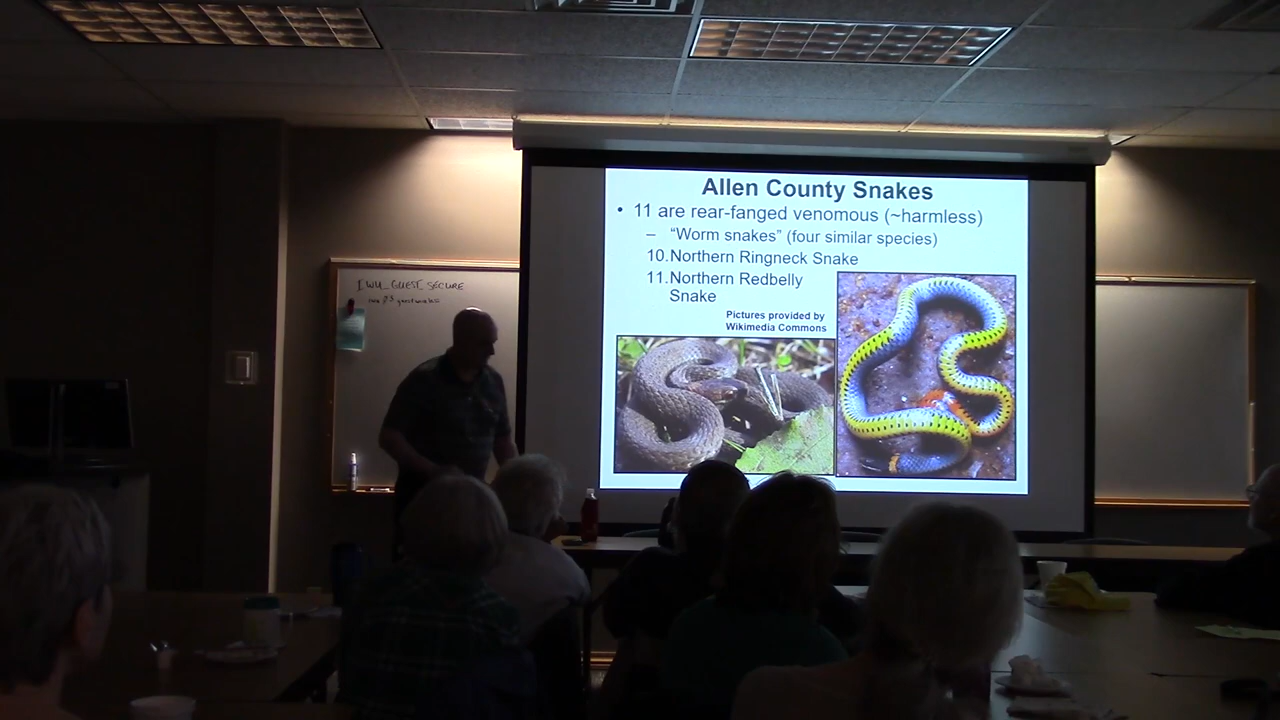 Allen County Snakes
• 11 are rear-fanged venomous (~harmless)
– “Worm snakes” (four similar species)
10. Northern Ringneck Snake
11. Northern Redbelly
Snake
Pictures provided by
Wikimedia Commons
IWU_GUEST_SECURE